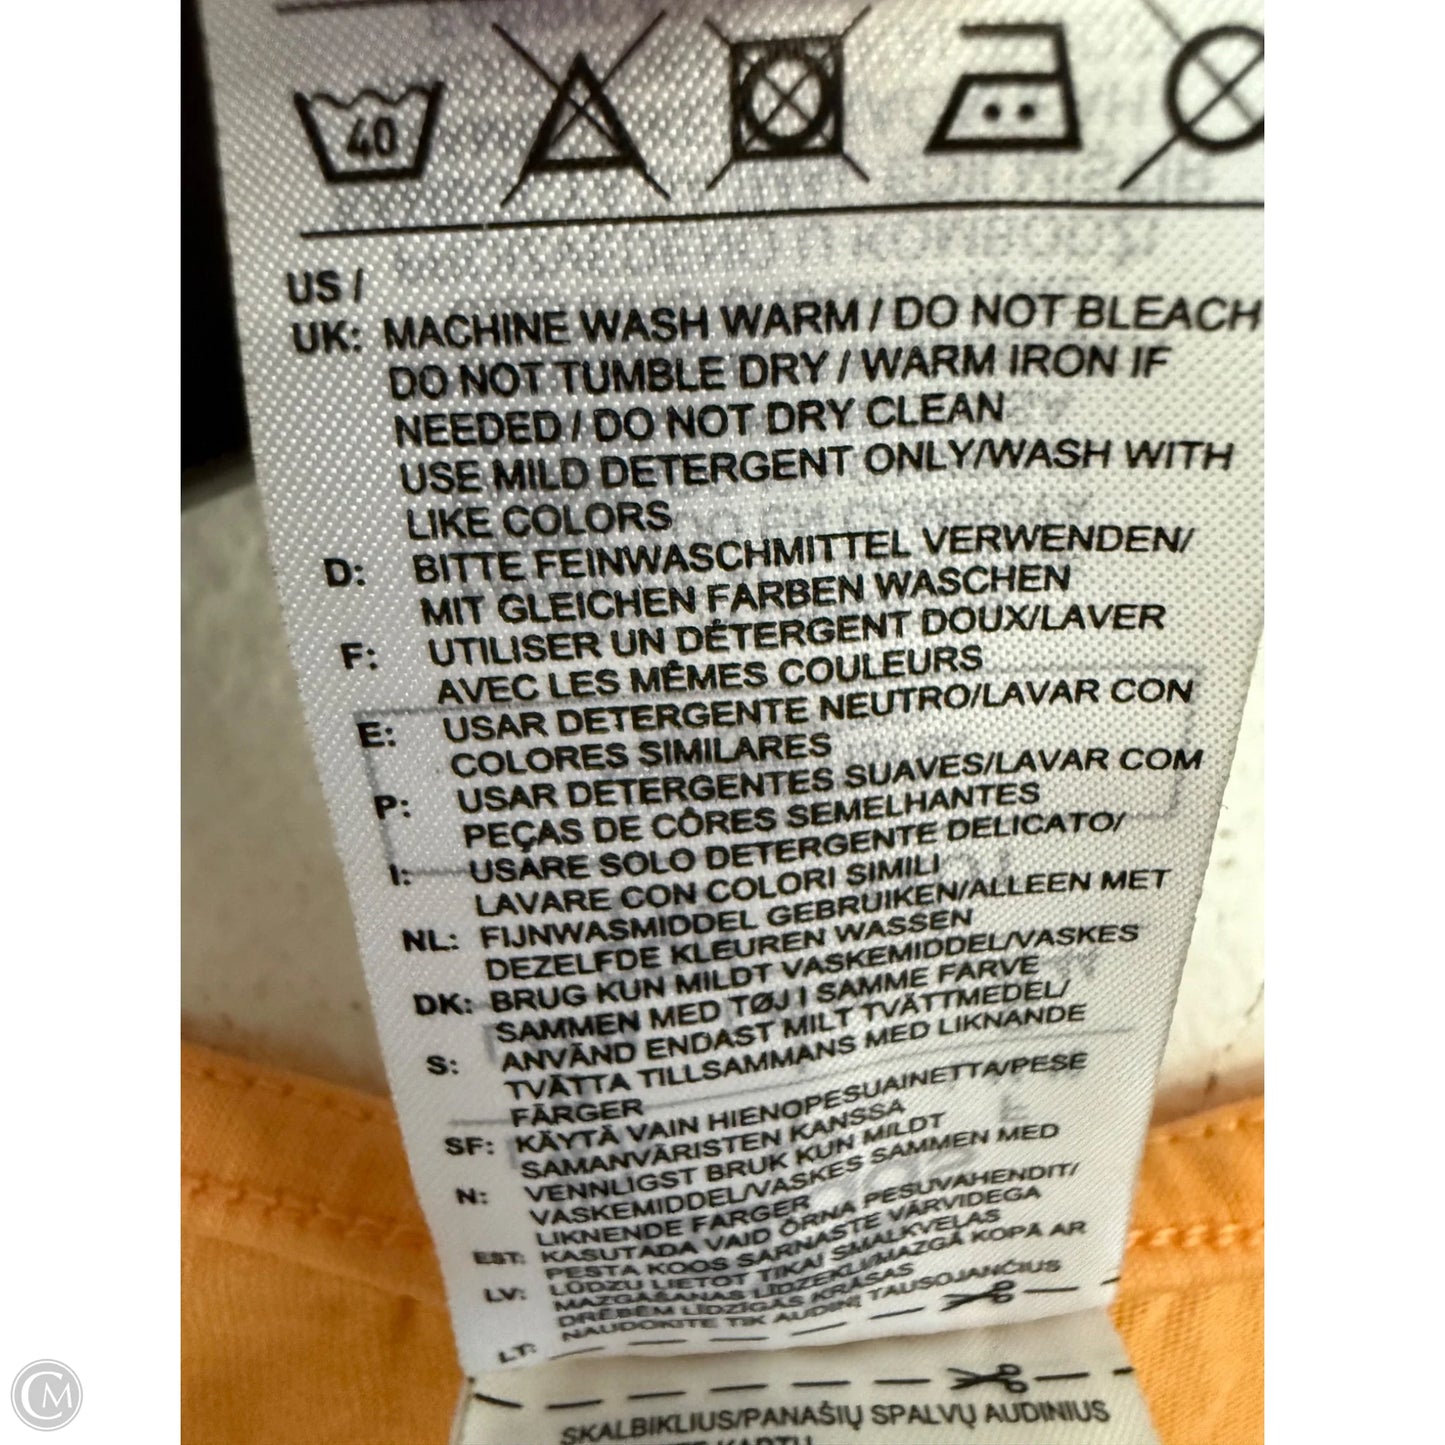 40
US /
UK: MACHINE WASH WARM / DO NOT BLEACH
DO NOT TUMBLE DRY / WARM IRON IF
NEEDED / DO NOT DRY CLEAN
USE MILD DETERGENT ONLY/WASH WITH
LIKE COLORS
D: BITTE FEINWASCHMITTEL VERWENDEN/
MIT GLEICHEN FARBEN WASCHEN
F: UTILISER UN DÉTERGENT DOUX/LAVER
AVEC LES MÊMES COULEURS
E: USAR DETERGENTE NEUTRO/LAVAR CON
COLORES SIMILARES
P: USAR DETERGENTES SUAVES/LAVAR COM
PEÇAS DE CÔRES SEMELHANTES
I: USARE SOLO DETERGENTE DELICATO/
LAVARE CON COLORI SIMILI
NL: FIJNWASMIDDEL GEBRUIKEN/ALLEEN MET
DEZELFDE KLEUREN WASSEN
DK: BRUG KUN MILDT VASKEMIDDEL/VASKES
SAMMEN MED TØJ I SAMME FARVE
S: ANVÄND ENDAST MILT TVÄTTMEDEL/
TVÄTTA TILLSAMMANS MED LIKNANDE
FÄRGER
SF: KÄYTÄ VAIN HIENOPESUAINETTA/PESE
SAMANVÄRISTEN KANSSA
N: VENNLIGST BRUK KUN MILDT
VASKEMIDDEL/VASKES SAMMEN MED
LIKNENDE FARGER
EST: KASUTADA VAID ÕRNA PESUVAHENDIT/
PESTA KOOS SARNASTE VÄRVIDEGA
LV: LŪDZU LIETOT TIKAI SMALKVELAS
MAZGĀŠANAS LĪDZEKLI/MAZGĀ KOPĀ AR
DRĒBĒM LĪDZĪGĀS KRĀSĀS
LT: NAUDOKITE TIK AUDINĮ TAUSOJANČIUS
SKALBIKLIUS/PANAŠIŲ SPALVŲ AUDINIUS
KARTU
CM